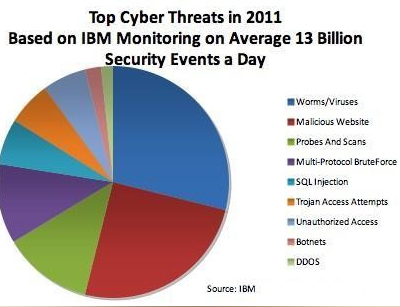 Top Cyber Threats in 2011
Based on IBM Monitoring on Average 13 Billion
Security Events a Day
Worms/Viruses
Malicious Website
Probes And Scans
Multi-Protocol BruteForce
SQL Injection
Trojan Access Attempts
Unauthorized Access
Botnets
DDOS
Source: IBM